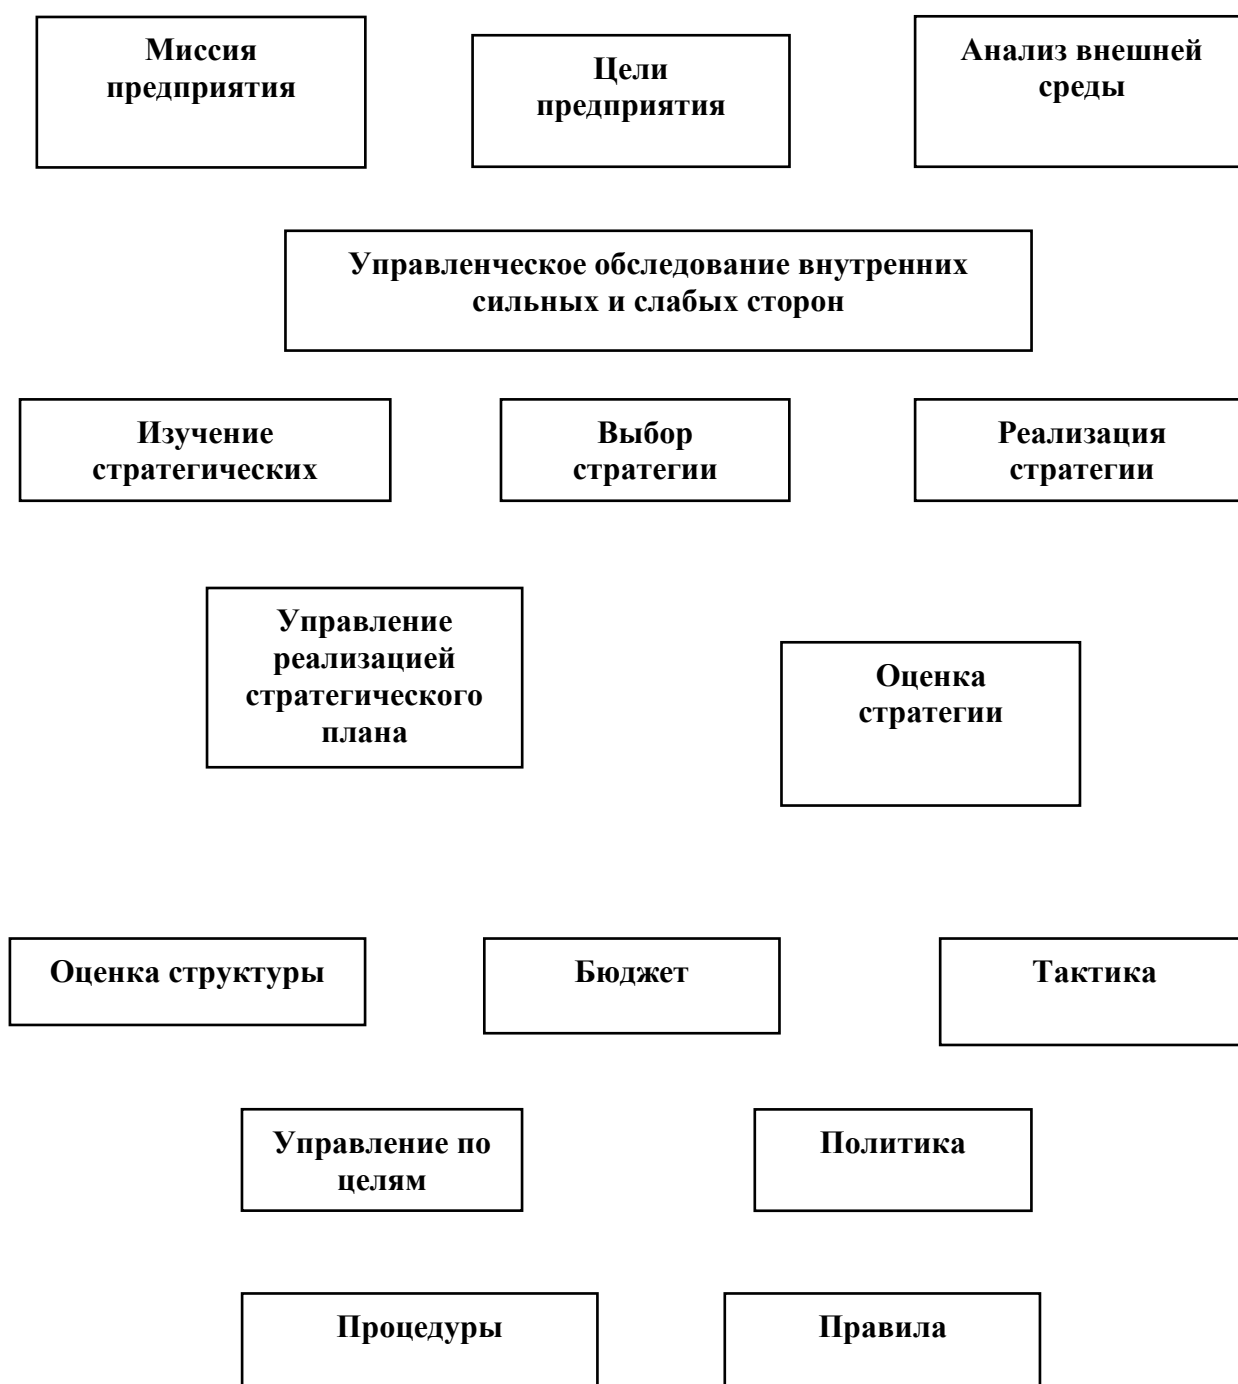 Миссия
предприятия
Цели
предприятия
Анализ внешней
среды
Управленческое обследование внутренних
сильных и слабых сторон
Изучение
стратегических
Выбор
стратегии
Реализация
стратегии
Управление
реализацией
стратегического
плана
Оценка
стратегии
Оценка структуры
Бюджет
Тактика
Управление по
целям
Политика
Процедуры
Правила